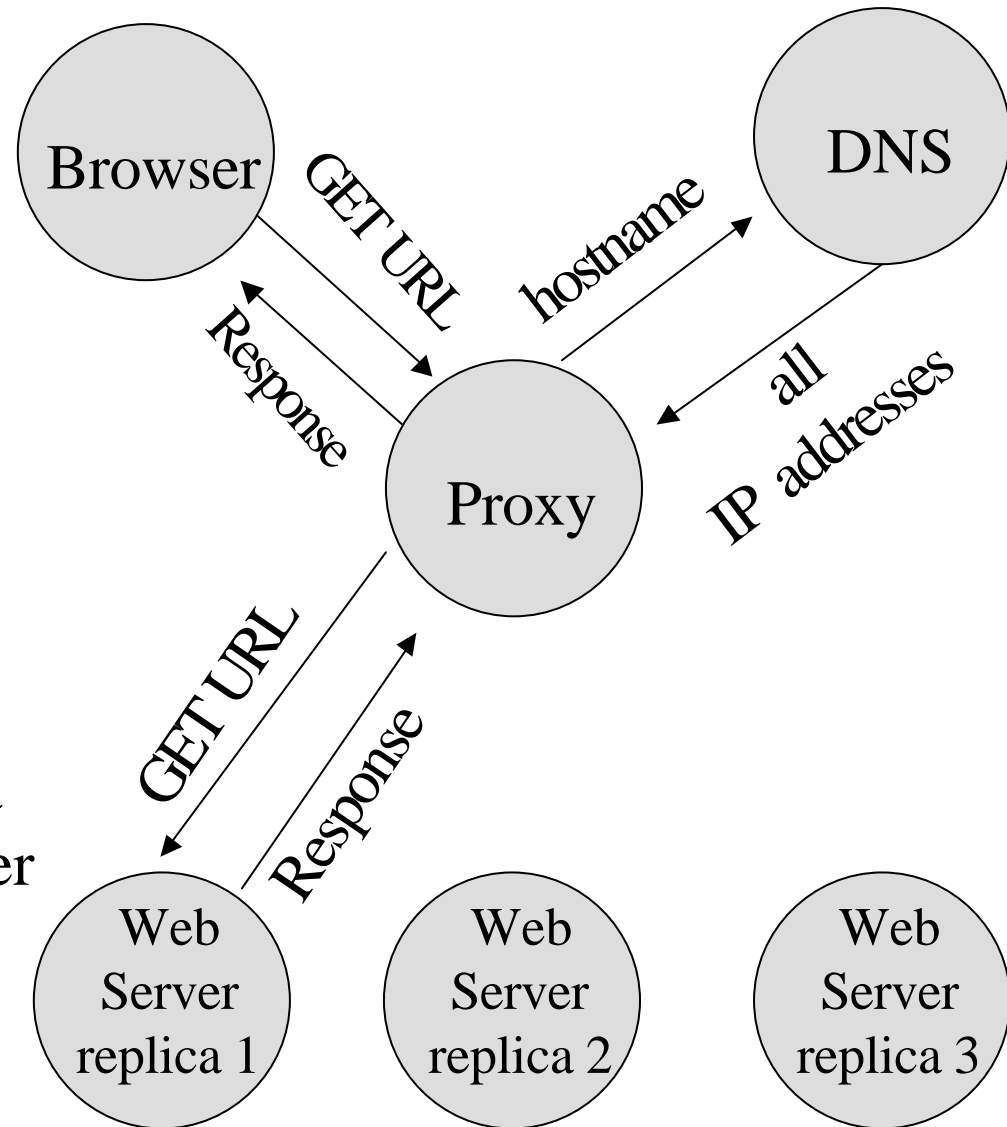 Browser
DNS
GET URL
hostname
Response
all
IP addresses
Proxy
GET URL
Response
er
Web
Server
replica 1
Web
Server
replica 2
Web
Server
replica 3